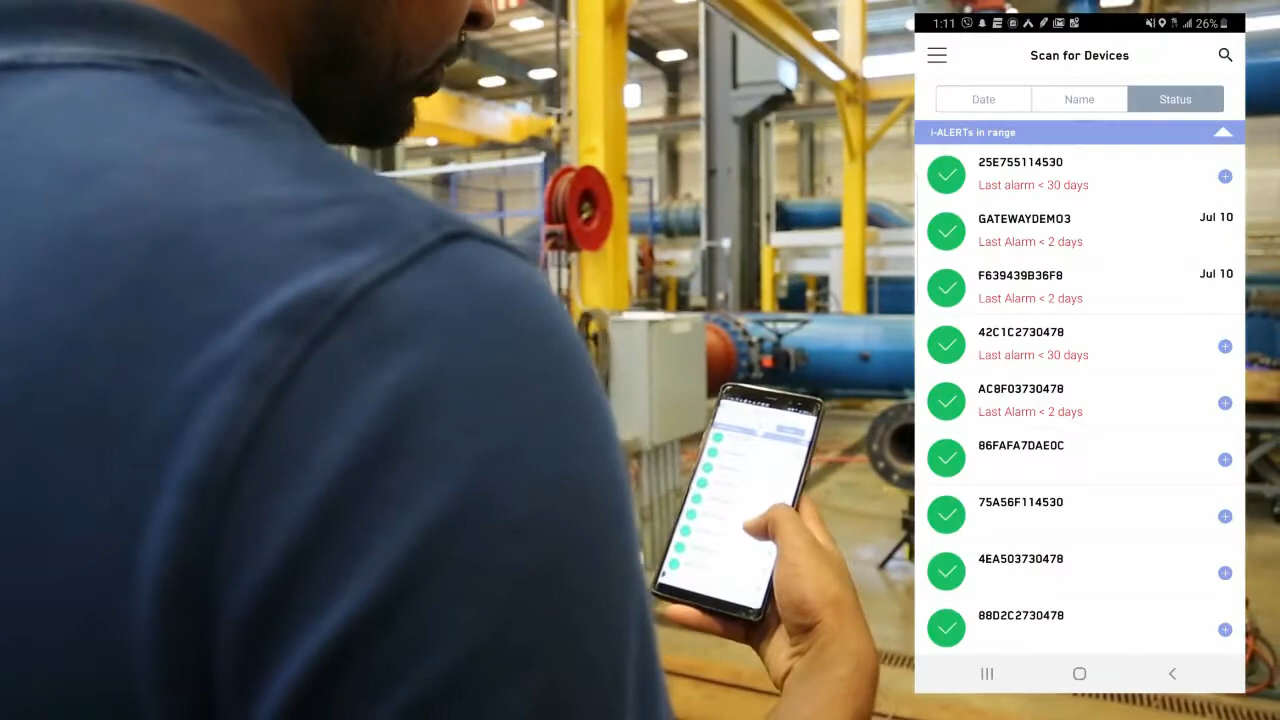 1:11 26%
Scan for Devices
Date Name Status
i-ALERTs in range
25E755114530
Last alarm < 30 days
GATEWAYDEMO3 Jul 10
Last Alarm < 2 days
F639439B36F8 Jul 10
Last Alarm < 2 days
42C1C2730478
Last alarm < 30 days
AC8F03730478
Last Alarm < 2 days
86FAFA7DAE0C
75A56F114530
4EA503730478
88D2C2730478